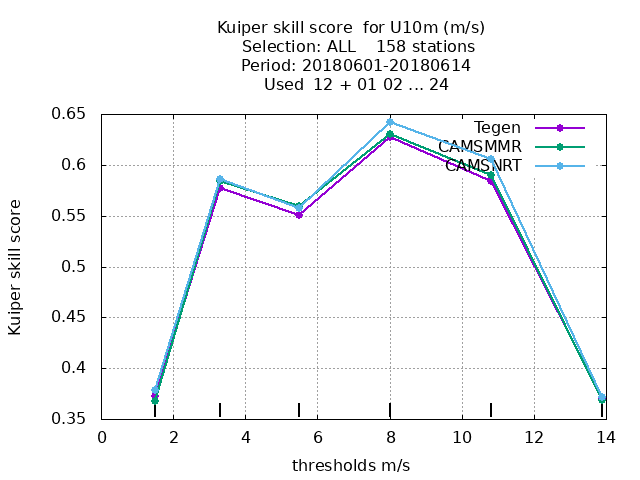 Kuiper skill score  for U10m (m/s)
Selection: ALL    158 stations
Period: 20180601-20180614
Used  12 + 01 02 ... 24
0.65
0.6
0.55
0.5
0.45
0.4
0.35
Kuiper skill score
Tegen
CAMSMMR
CAMSNRT
0 2 4 6 8 10 12 14
thresholds m/s